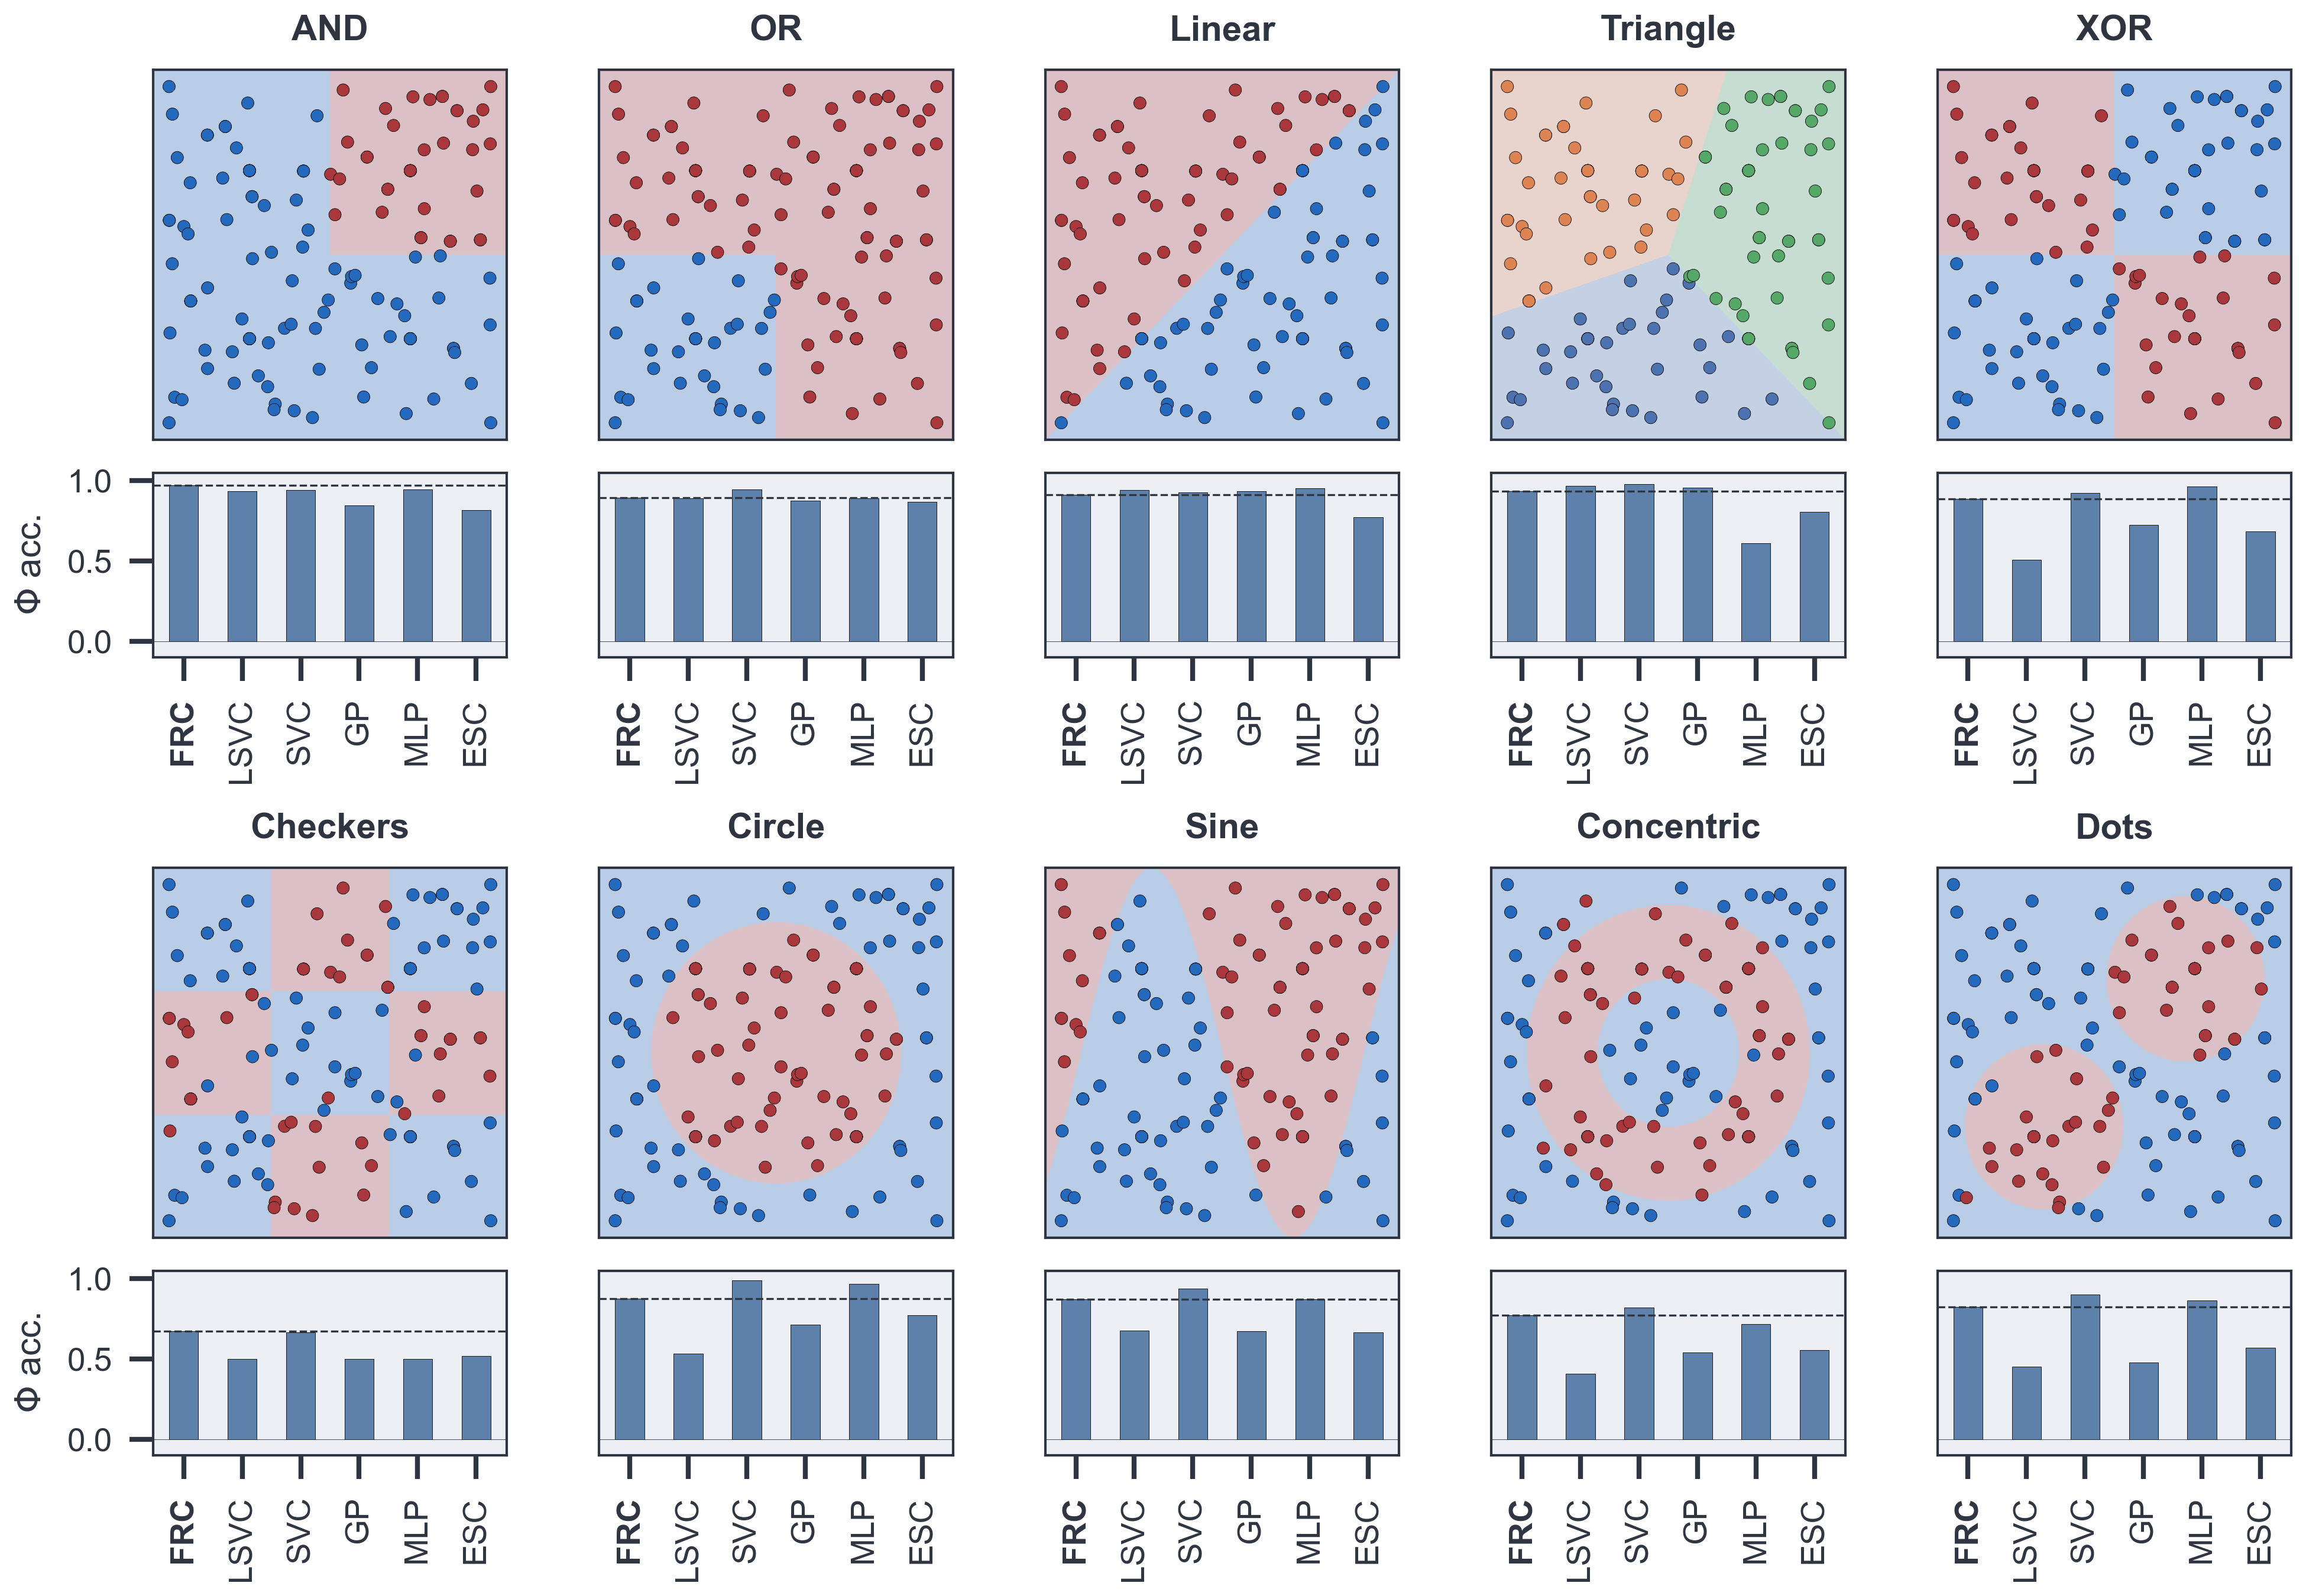 AND OR Linear Triangle XOR
1.0
0.5
0.0
Φ acc.
FRC LSVC SVC GP MLP ESC FRC LSVC SVC GP MLP ESC FRC LSVC SVC GP MLP ESC FRC LSVC SVC GP MLP ESC FRC LSVC SVC GP MLP ESC
Checkers Circle Sine Concentric Dots
1.0
0.5
0.0
Φ acc.
FRC LSVC SVC GP MLP ESC FRC LSVC SVC GP MLP ESC FRC LSVC SVC GP MLP ESC FRC LSVC SVC GP MLP ESC FRC LSVC SVC GP MLP ESC